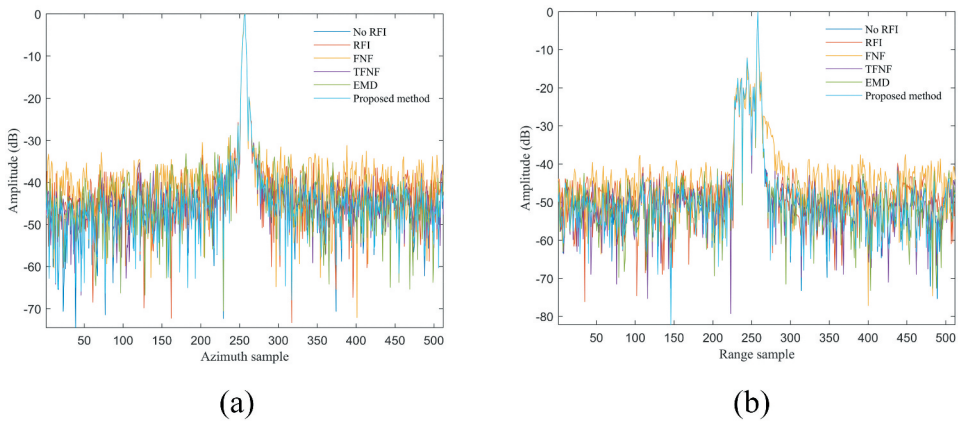 0
-10
-20
-30
-40
-50
-60
-70
Amplitude (dB)
50 100 150 200 250 300 350 400 450 500
Azimuth sample
No RFI
RFI
FNF
TFNF
EMD
Proposed method
(a)
0
-10
-20
-30
-40
-50
-60
-70
-80
Amplitude (dB)
50 100 150 200 250 300 350 400 450 500
Range sample
No RFI
RFI
FNF
TFNF
EMD
Proposed method
(b)